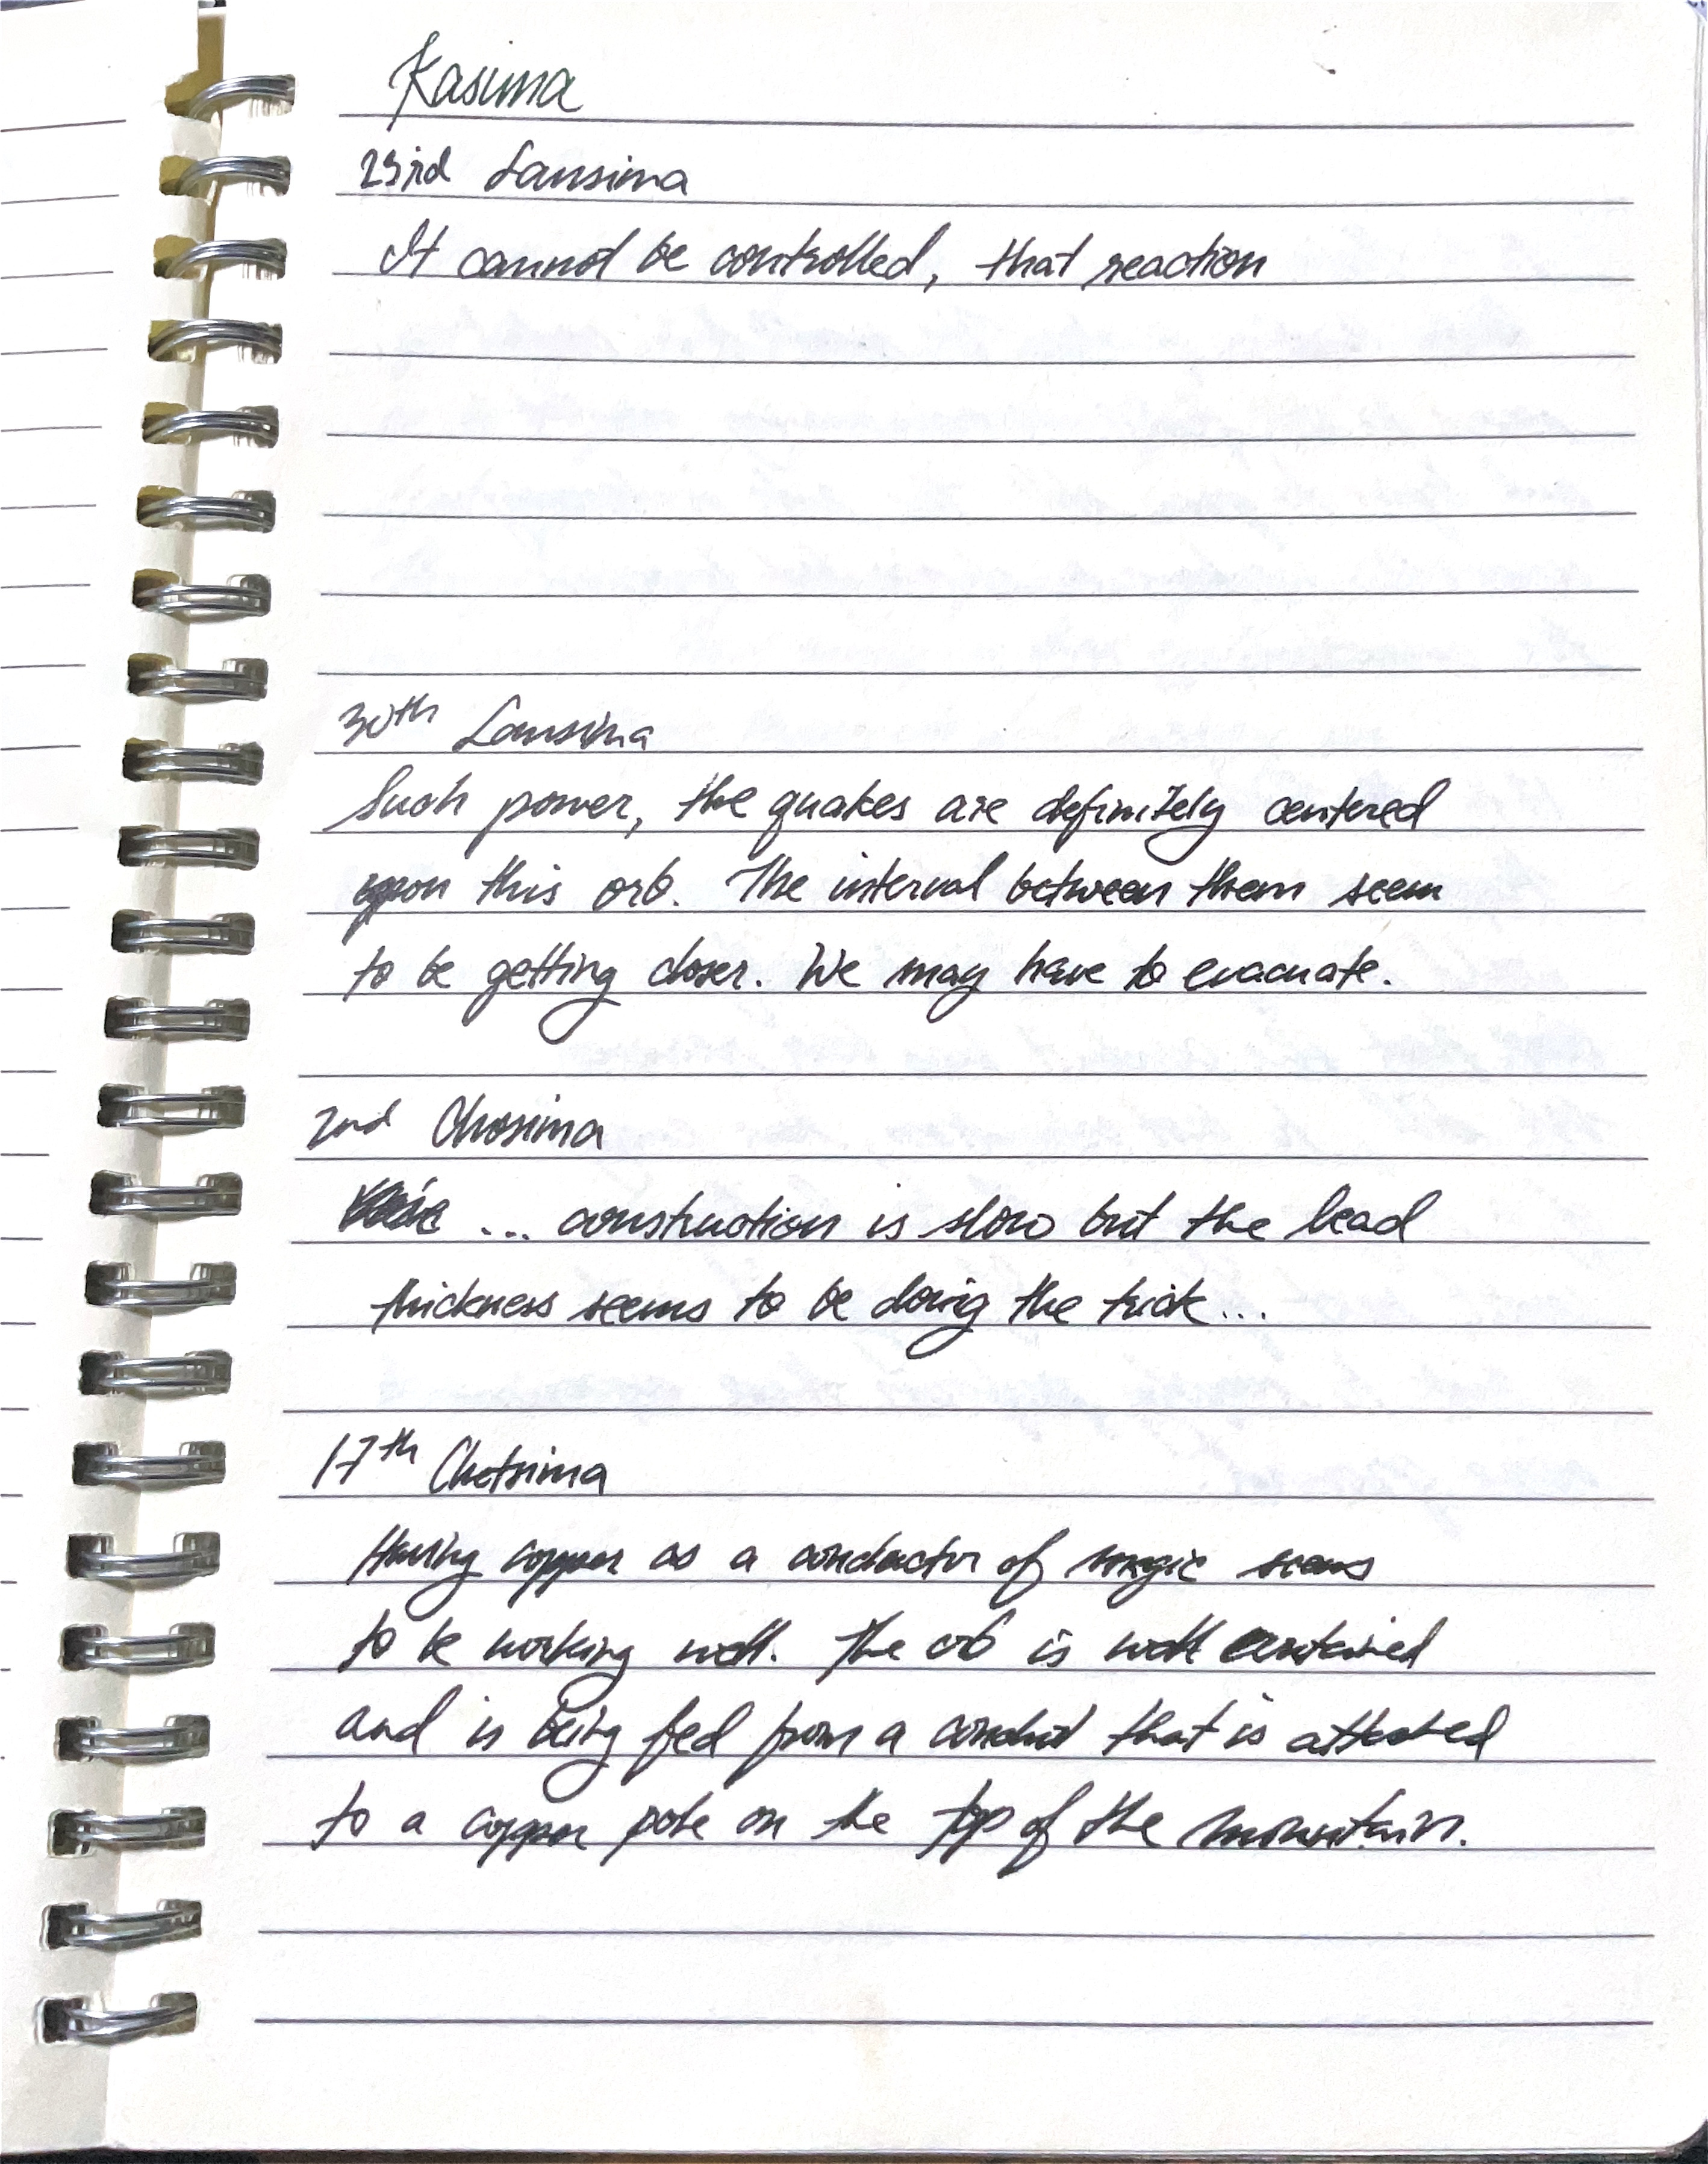 Kasima
23rd Lansima
It cannot be controlled, that reaction
30th Lansima
Such power, the quakes are definitely centered
upon this orb. The interval between them seem
to be getting closer. We may have to evacuate.
2nd Chosima
... construction is slow but the lead
thickness seems to be doing the trick...
17th Chetsima
Having copper as a conductor of magic seems
to be working well. The orb is well contained
and is being fed from a conduit that is attached
to a copper pole on the top of the mountain.